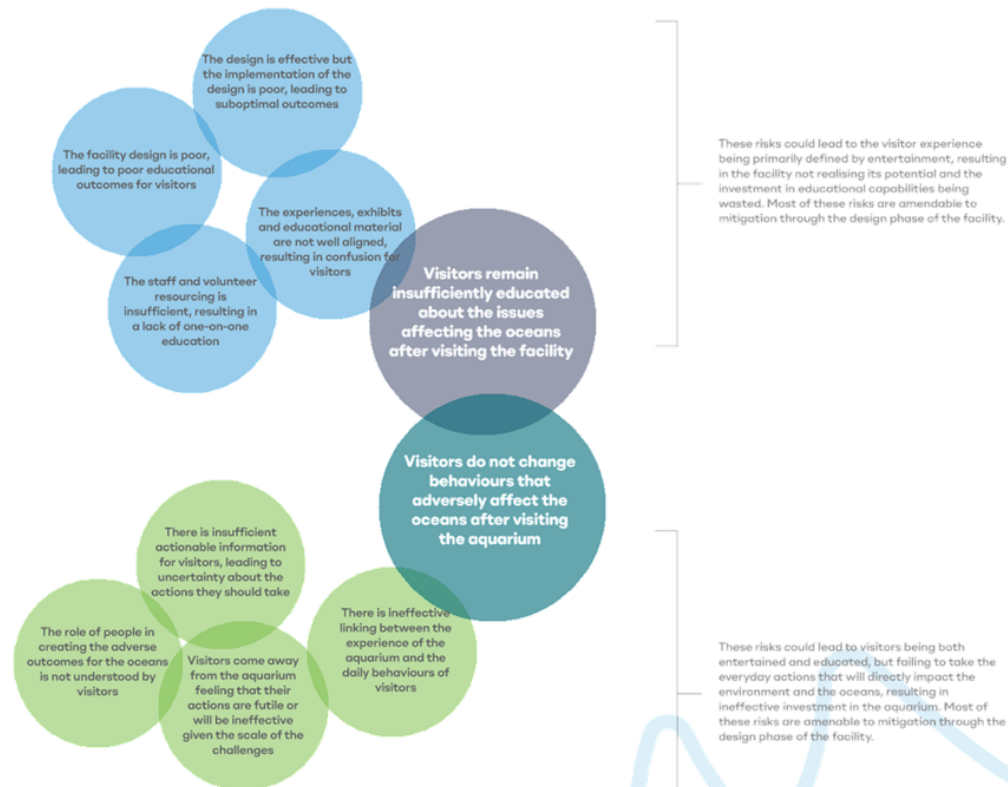 The design is effective but
the implementation of the
design is poor, leading to
suboptimal outcomes
The facility design is poor,
leading to poor educational
outcomes for visitors
The experiences, exhibits
and educational material
are not well aligned,
resulting in confusion for
visitors
The staff and volunteer
resourcing is
insufficient, resulting in
a lack of one-on-one
education
Visitors remain
insufficiently educated
about the issues
affecting the oceans
after visiting the facility
These risks could lead to the visitor experience
being primarily defined by entertainment, resulting
in the facility not realising its potential and the
investment in educational capabilities being
wasted. Most of these risks are amendable to
mitigation through the design phase of the facility.
Visitors do not change
behaviours that
adversely affect the
oceans after visiting
the aquarium
There is insufficient
actionable information
for visitors, leading to
uncertainty about the
actions they should take
The role of people in
creating the adverse
outcomes for the oceans
is not understood by
visitors
Visitors come away
from the aquarium
feeling that their
actions are futile or
will be ineffective
given the scale of the
challenges
There is ineffective
linking between the
experience of the
aquarium and the
daily behaviours of
visitors
These risks could lead to visitors being both
entertained and educated, but failing to take the
everyday actions that will directly impact the
environment and the oceans, resulting in
ineffective investment in the aquarium. Most of
these risks are amenable to mitigation through the
design phase of the facility.